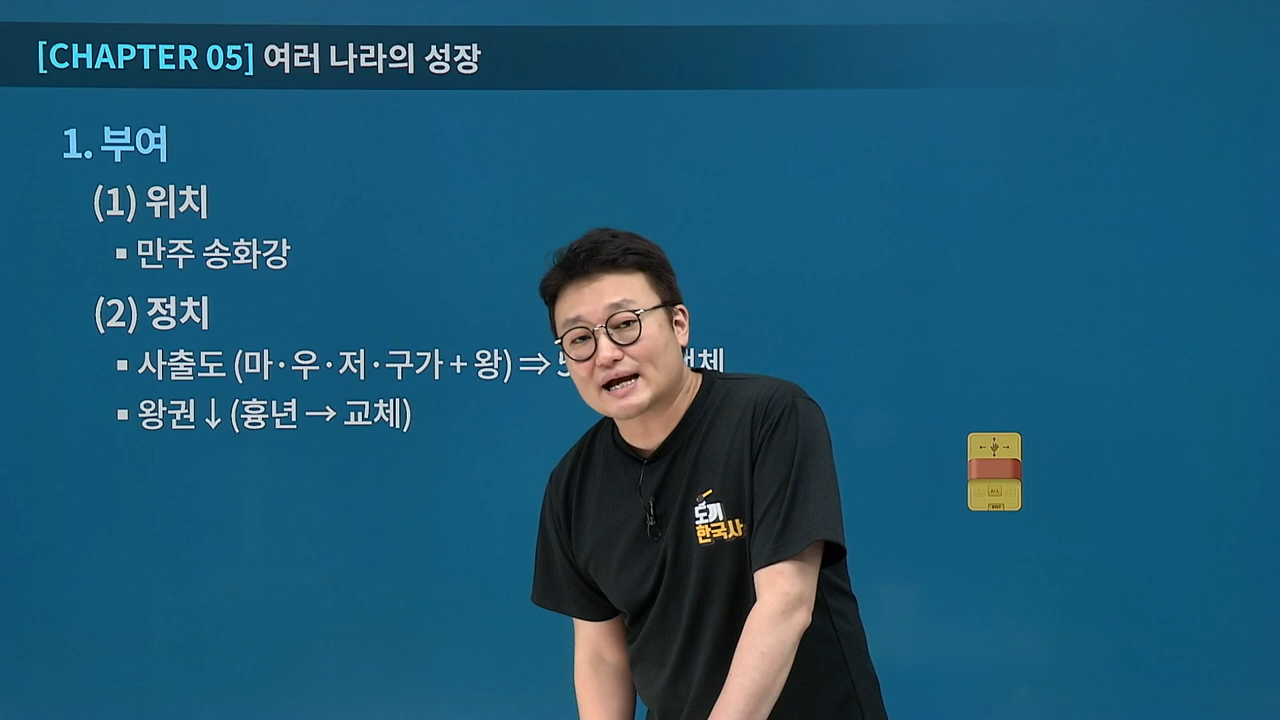 [CHAPTER 05] 여러 나라의 성장
1. 부여
(1) 위치
▪ 만주 송화강
(2) 정치
▪ 사출도 (마·우·저·구가 + 왕) ⇒ 5
▪ 왕권↓(흉년 → 교체)
도끼
한국사
ALL